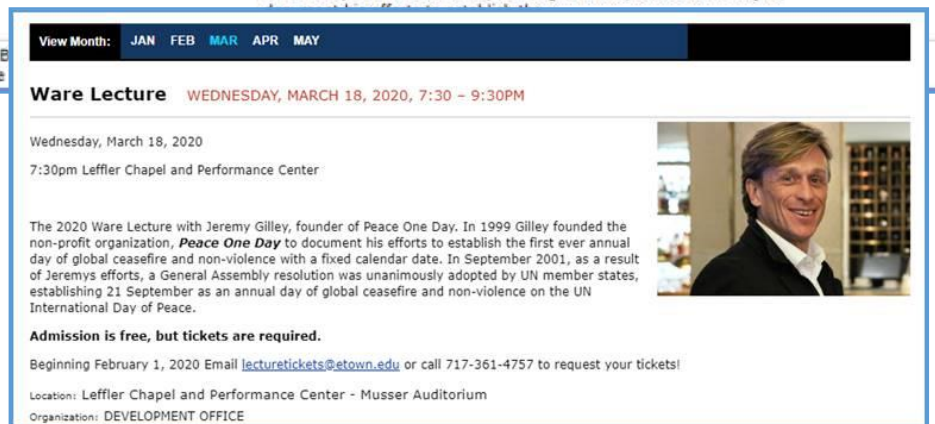 View Month: JAN FEB MAR APR MAY
Ware Lecture WEDNESDAY, MARCH 18, 2020, 7:30 – 9:30PM
Wednesday, March 18, 2020
7:30pm Leffler Chapel and Performance Center
The 2020 Ware Lecture with Jeremy Gilley, founder of Peace One Day. In 1999 Gilley founded the
non-profit organization, Peace One Day to document his efforts to establish the first ever annual
day of global ceasefire and non-violence with a fixed calendar date. In September 2001, as a result
of Jeremys efforts, a General Assembly resolution was unanimously adopted by UN member states,
establishing 21 September as an annual day of global ceasefire and non-violence on the UN
International Day of Peace.
Admission is free, but tickets are required.
Beginning February 1, 2020 Email lecturetickets@etown.edu or call 717-361-4757 to request your tickets!
Location: Leffler Chapel and Performance Center - Musser Auditorium
Organization: DEVELOPMENT OFFICE